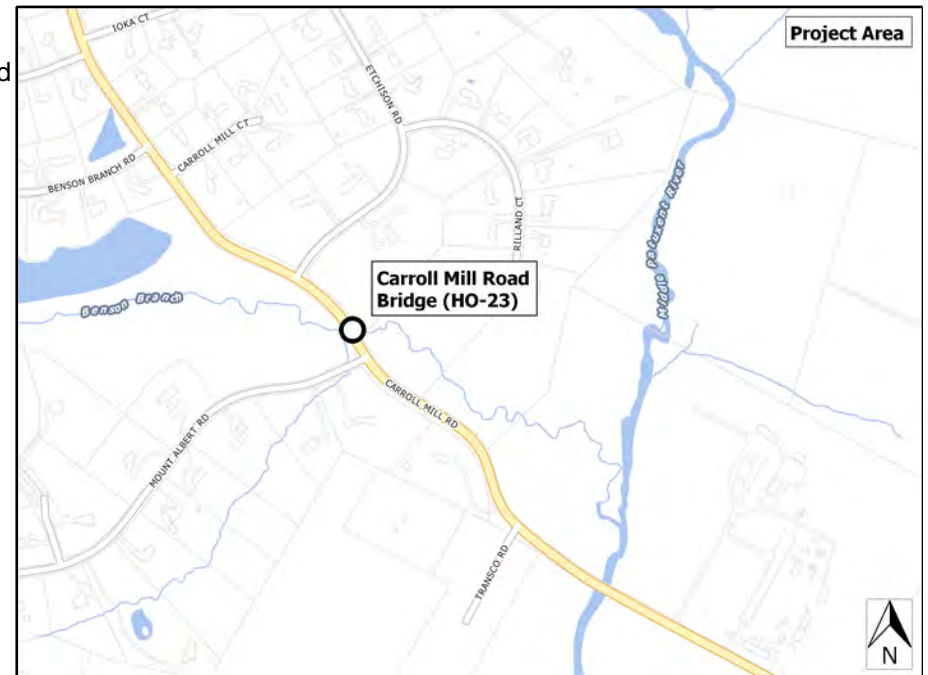 Project Area
IOKA CT
d
ETCHISON RD
CARROLL MILL CT
BENSON BRANCH RD
RILLAND CT
Middle Patuxent River
Carroll Mill Road
Bridge (HO-23)
Benson Branch
CARROLL MILL RD
MOUNT ALBERT RD
TRANSCO RD
N